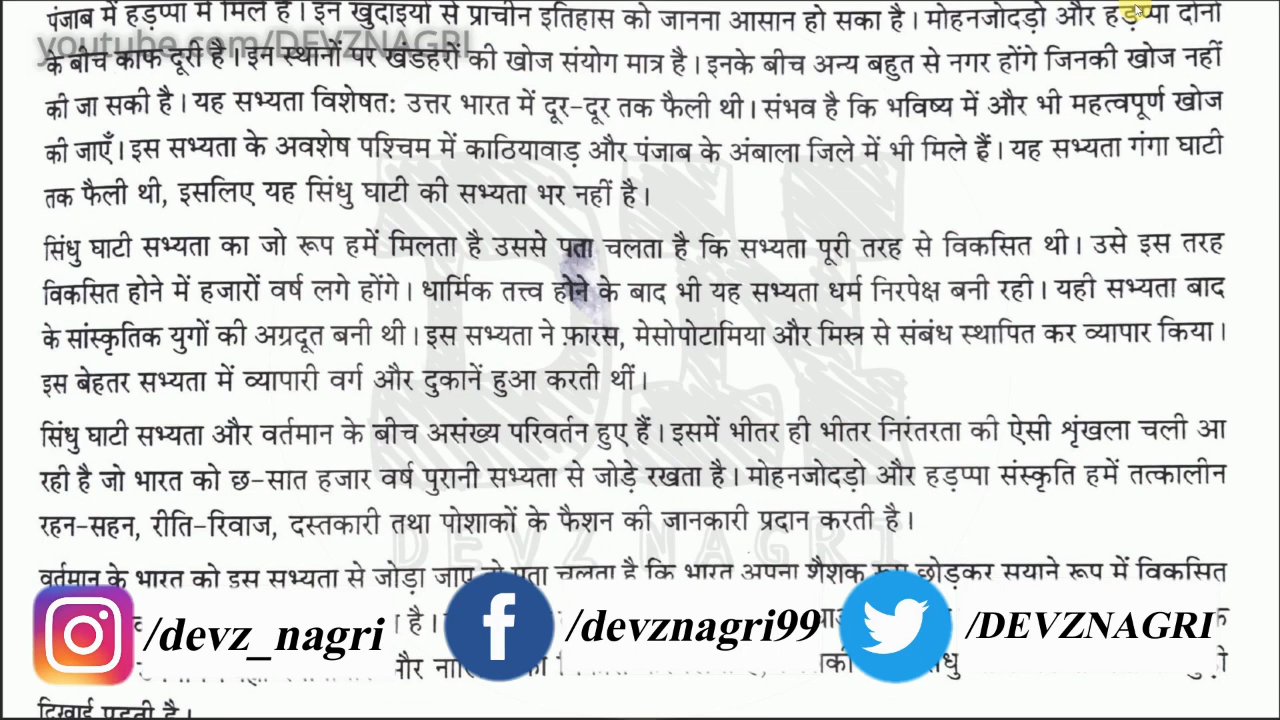 पंजाब में हड़प्पा में मिले हैं। इन खुदाइयों से प्राचीन इतिहास को जानना आसान हो सका है। मोहनजोदड़ो और हड़प्पा दोनों
youtube.com/DEVZNAGRI
के बीच काफ दूरी है। इन स्थानों पर खंडहरों की खोज संयोग मात्र है। इनके बीच अन्य बहुत से नगर होंगे जिनकी खोज नहीं
की जा सकी है। यह सभ्यता विशेषत: उत्तर भारत में दूर-दूर तक फैली थी। संभव है कि भविष्य में और भी महत्वपूर्ण खोज
की जाएँ। इस सभ्यता के अवशेष पश्चिम में काठियावाड़ और पंजाब के अंबाला जिले में भी मिले हैं। यह सभ्यता गंगा घाटी
तक फैली थी, इसलिए यह सिंधु घाटी की सभ्यता भर नहीं है।
सिंधु घाटी सभ्यता का जो रूप हमें मिलता है उससे पता चलता है कि सभ्यता पूरी तरह से विकसित थी। उसे इस तरह
विकसित होने में हजारों वर्ष लगे होंगे। धार्मिक तत्त्व होने के बाद भी यह सभ्यता धर्म निरपेक्ष बनी रही। यही सभ्यता बाद
के सांस्कृतिक युगों की अग्रदूत बनी थी। इस सभ्यता ने फ़ारस, मेसोपोटामिया और मिस्र से संबंध स्थापित कर व्यापार किया।
इस बेहतर सभ्यता में व्यापारी वर्ग और दुकानें हुआ करती थीं।
सिंधु घाटी सभ्यता और वर्तमान के बीच असंख्य परिवर्तन हुए हैं। इसमें भीतर ही भीतर निरंतरता की ऐसी शृंखला चली आ
रही है जो भारत को छ-सात हजार वर्ष पुरानी सभ्यता से जोड़े रखता है। मोहनजोदड़ो और हड़प्पा संस्कृति हमें तत्कालीन
रहन-सहन, रीति-रिवाज, दस्तकारी तथा पोशाकों के फैशन की जानकारी प्रदान करती है।
DEVZ NAGRI
वर्तमान के भारत को इस सभ्यता से जोड़ा जाए तो पता चलता है कि भारत अपना शैशव रूप छोड़कर सयाने रूप में विकसित
है।
/devz_nagri
/devznagri99
/DEVZNAGRI
और
दिखाई पड़ती है।